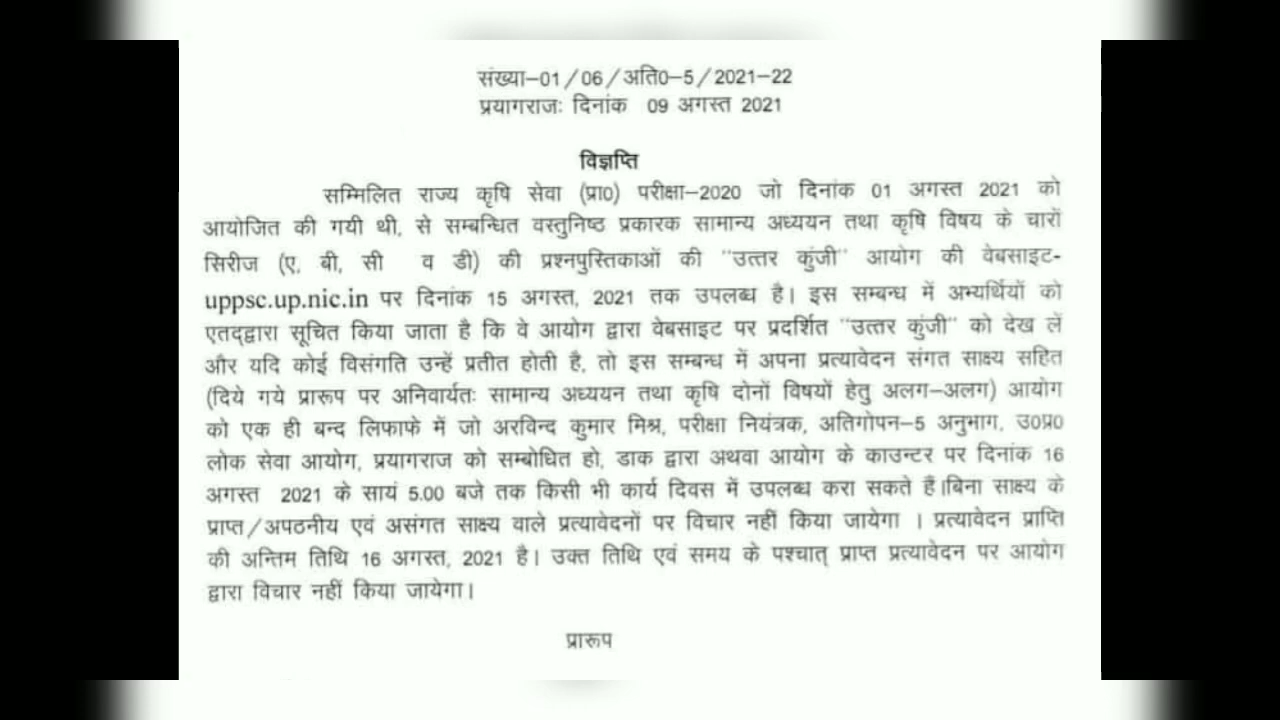 संख्या-01/06/अति0-5/2021-22
प्रयागराजः दिनांक 09 अगस्त 2021
विज्ञप्ति
सम्मिलित राज्य कृषि सेवा (प्रा0) परीक्षा-2020 जो दिनांक 01 अगस्त 2021 को
आयोजित की गयी थी, से सम्बन्धित वस्तुनिष्ठ प्रकारक सामान्य अध्ययन तथा कृषि विषय के चारों
सिरीज (ए, बी, सी व डी) की प्रश्नपुस्तिकाओं की "उत्तर कुंजी" आयोग की वेबसाइट-
uppsc.up.nic.in पर दिनांक 15 अगस्त, 2021 तक उपलब्ध है। इस सम्बन्ध में अभ्यर्थियों को
एतद्द्वारा सूचित किया जाता है कि वे आयोग द्वारा वेबसाइट पर प्रदर्शित "उत्तर कुंजी" को देख लें
और यदि कोई विसंगति उन्हें प्रतीत होती है, तो इस सम्बन्ध में अपना प्रत्यावेदन संगत साक्ष्य सहित
(दिये गये प्रारूप पर अनिवार्यतः सामान्य अध्ययन तथा कृषि दोनों विषयों हेतु अलग-अलग) आयोग
को एक ही बन्द लिफाफे में जो अरविन्द कुमार मिश्र, परीक्षा नियंत्रक, अतिगोपन-5 अनुभाग, उ0प्र0
लोक सेवा आयोग, प्रयागराज को सम्बोधित हो, डाक द्वारा अथवा आयोग के काउन्टर पर दिनांक 16
अगस्त 2021 के सायं 5.00 बजे तक किसी भी कार्य दिवस में उपलब्ध करा सकते हैं।बिना साक्ष्य के
प्राप्त/अपठनीय एवं असंगत साक्ष्य वाले प्रत्यावेदनों पर विचार नहीं किया जायेगा । प्रत्यावेदन प्राप्ति
की अन्तिम तिथि 16 अगस्त, 2021 है। उक्त तिथि एवं समय के पश्चात् प्राप्त प्रत्यावेदन पर आयोग
द्वारा विचार नहीं किया जायेगा।
प्रारूप